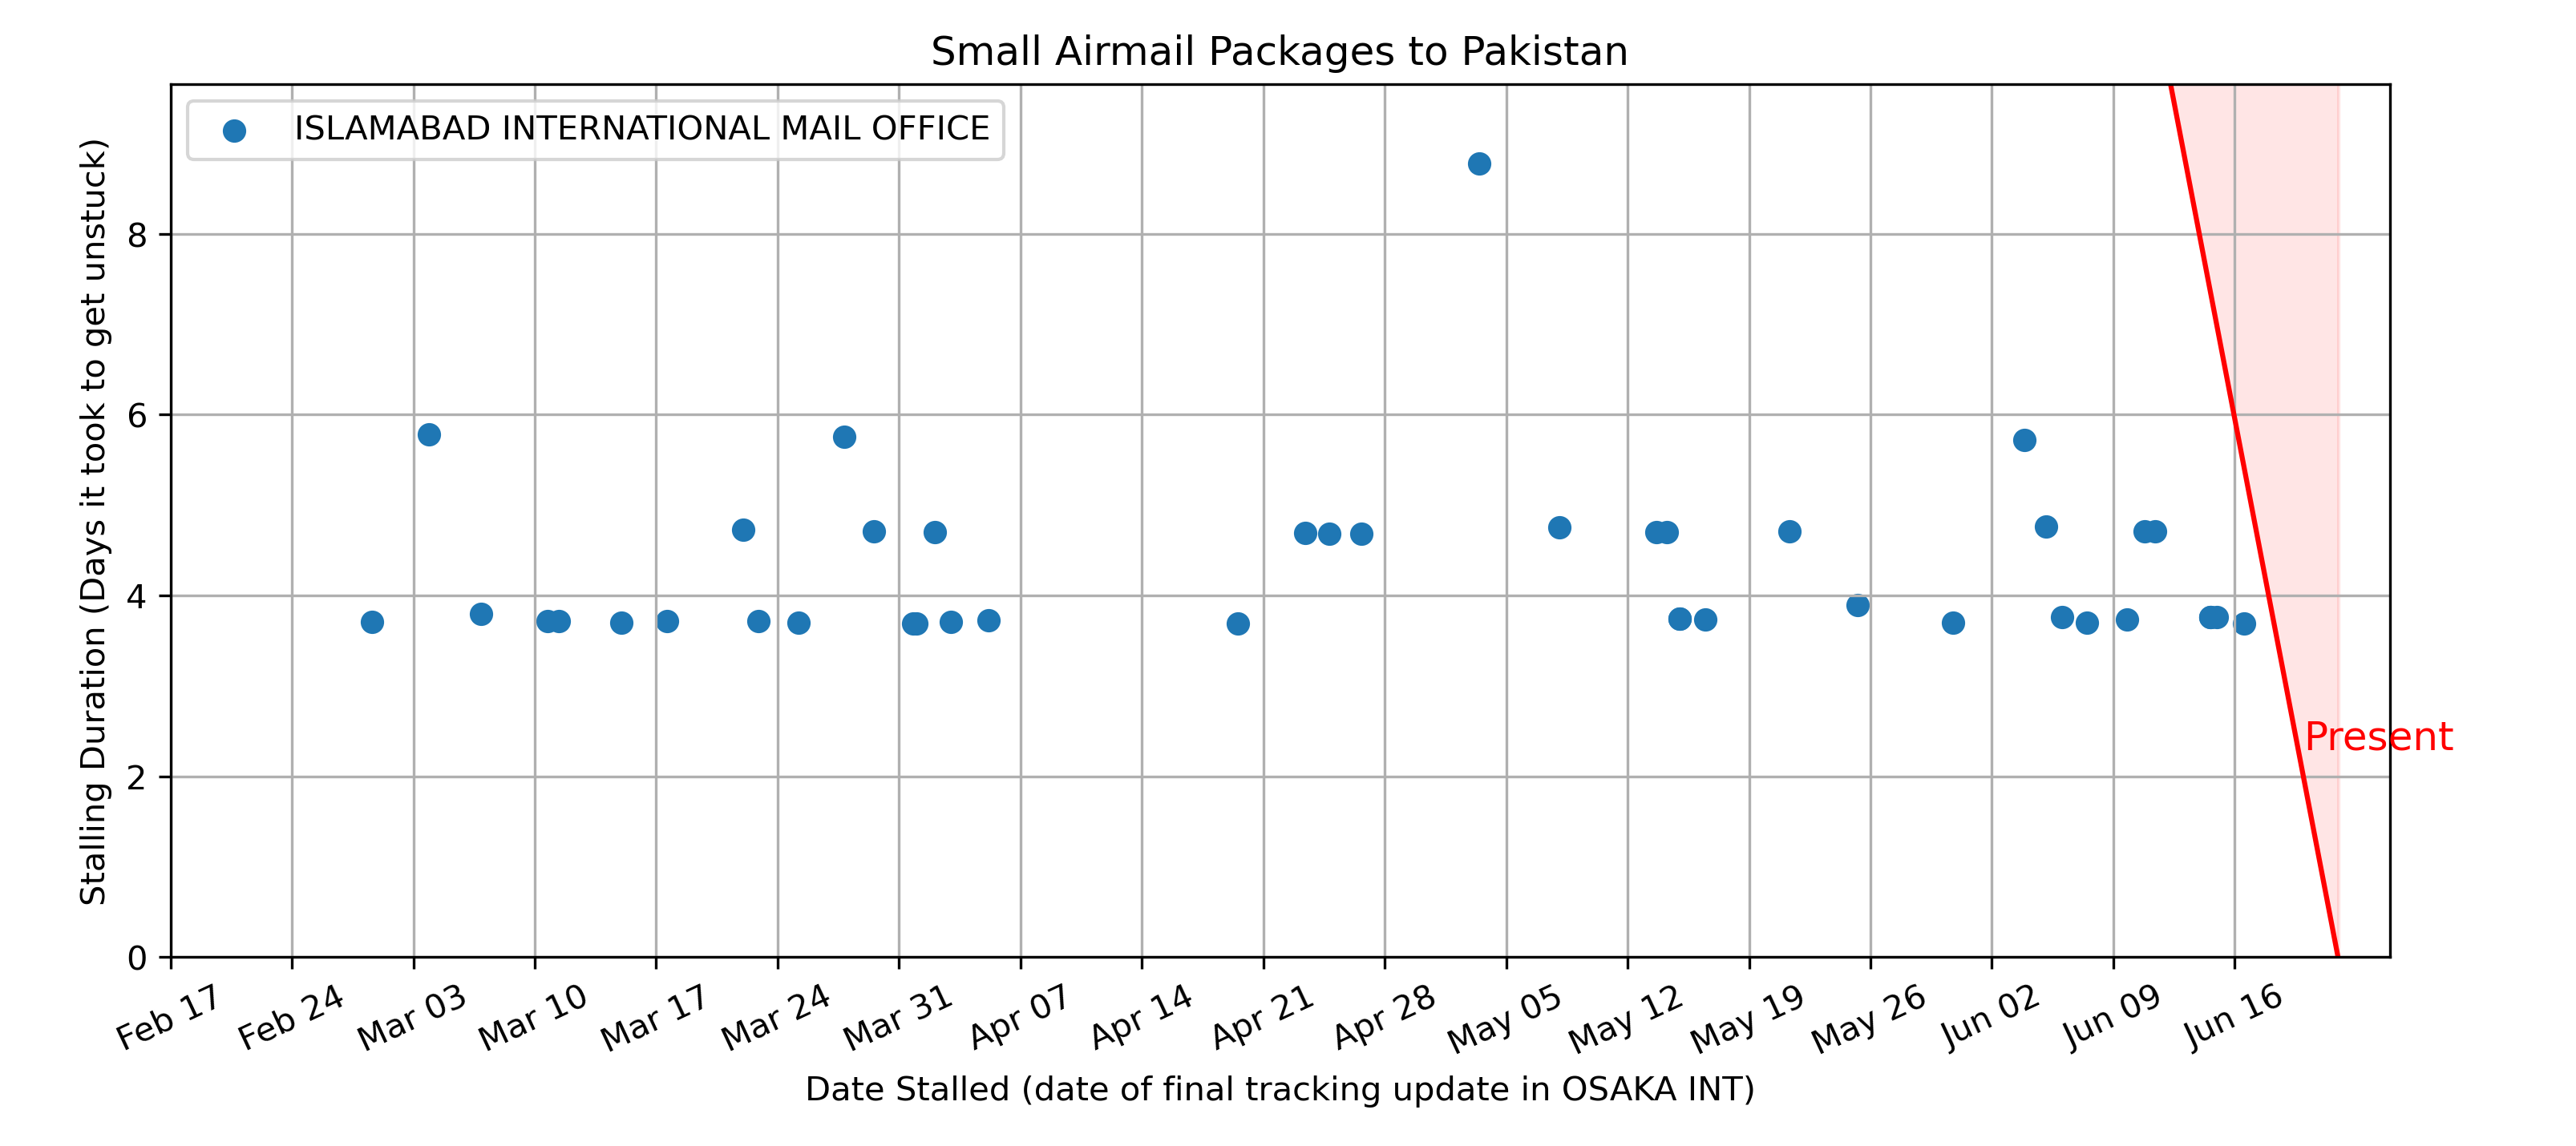 Small Airmail Packages to Pakistan
ISLAMABAD INTERNATIONAL MAIL OFFICE
Stalling Duration (Days it took to get unstuck)
8
6
4
2
0
Present
Feb 17 Feb 24 Mar 03 Mar 10 Mar 17 Mar 24 Mar 31 Apr 07 Apr 14 Apr 21 Apr 28 May 05 May 12 May 19 May 26 Jun 02 Jun 09 Jun 16
Date Stalled (date of final tracking update in OSAKA INT)